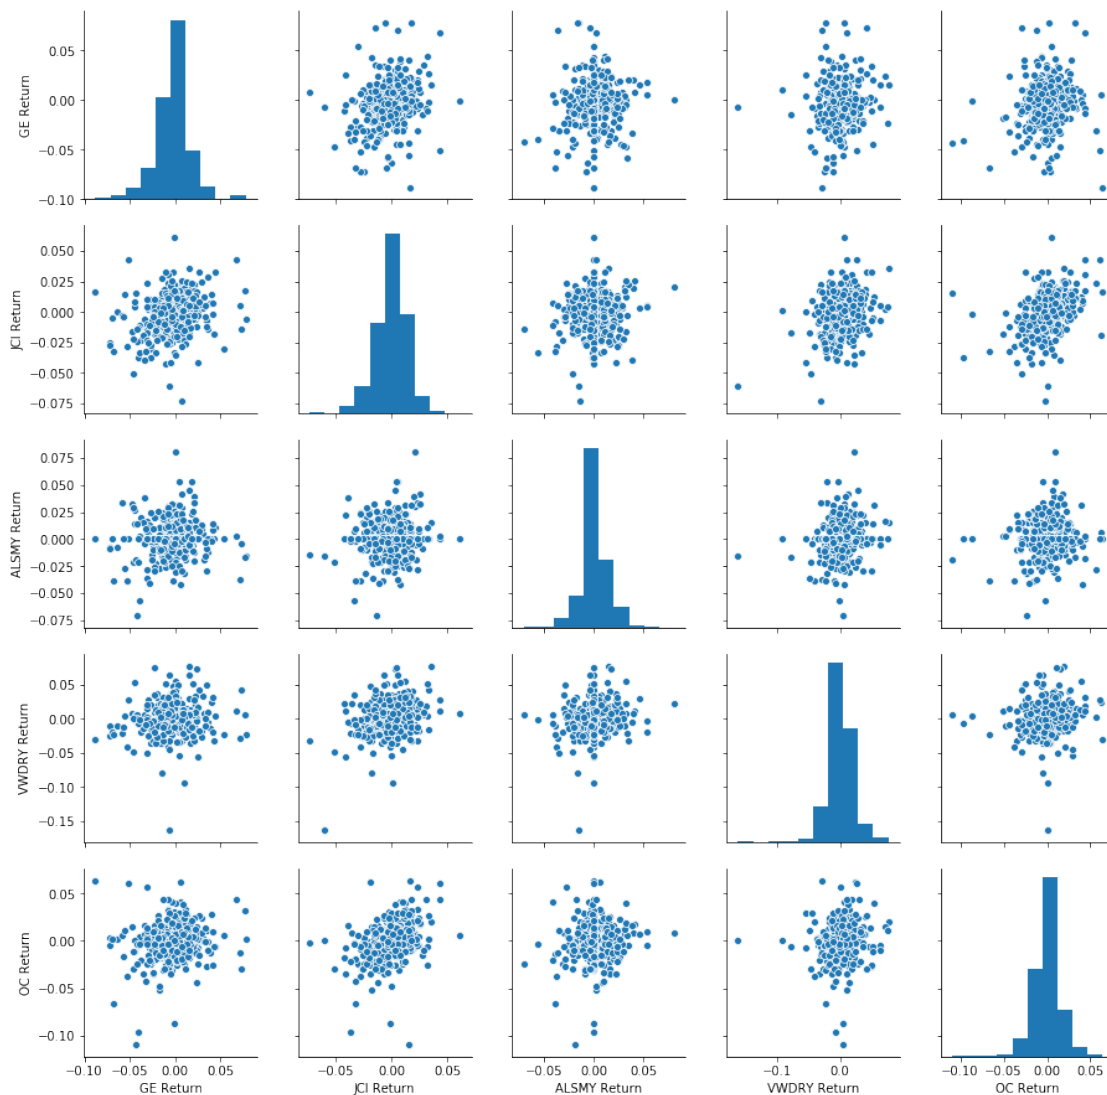 GE Return
0.05
0.00
−0.05
−0.10
JCI Return
0.050
0.025
0.000
−0.025
−0.050
−0.075
ALSMY Return
0.075
0.050
0.025
0.000
−0.025
−0.050
−0.075
VWDRY Return
0.05
0.00
−0.05
−0.10
−0.15
OC Return
0.05
0.00
−0.05
−0.10
−0.10 −0.05 0.00 0.05
GE Return
−0.05 0.00 0.05
JCI Return
−0.05 0.00 0.05
ALSMY Return
−0.1 0.0
VWDRY Return
−0.10 −0.05 0.00 0.05
OC Return